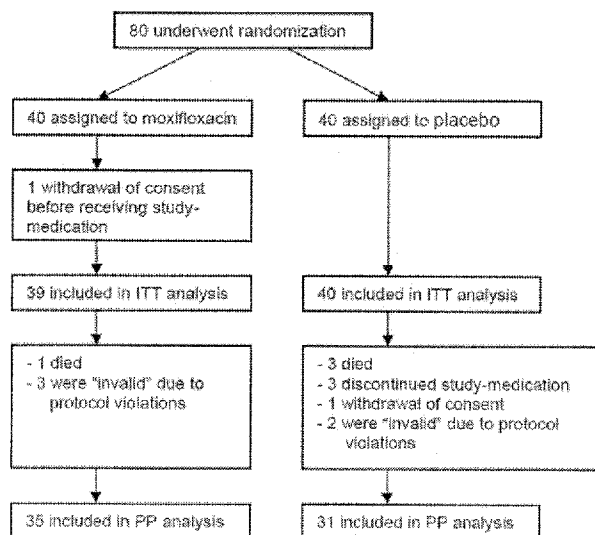 80 underwent randomization
40 assigned to moxifloxacin
40 assigned to placebo
1 withdrawal of consent
before receiving study-
medication
39 included in ITT analysis
40 included in ITT analysis
- 1 died
- 3 were "invalid" due to
protocol violations
- 3 died
- 3 discontinued study-medication
- 1 withdrawal of consent
- 2 were "invalid" due to protocol
violations
35 included in PP analysis
31 included in PP analysis